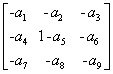 -a₁ -a₂ -a₃
-a₄ 1-a₅ -a₆
-a₇ -a₈ -a₉